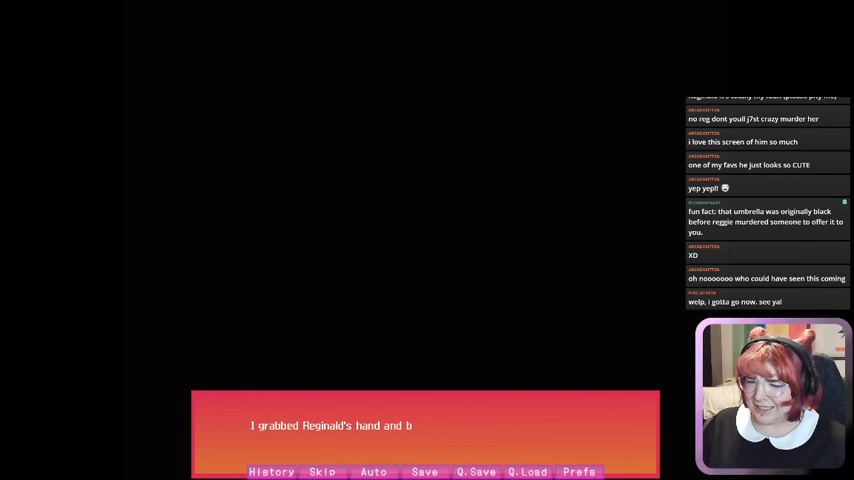 no reg dont youll j7st crazy murder her
i love this screen of him so much
one of my favs he just looks so CUTE
yep yep!!
fun fact: that umbrella was originally black
before reggie murdered someone to offer it to
you.
XD
oh nooooooo who could have seen this coming
welp, i gotta go now. see ya!
I grabbed Reginald's hand and b
History Skip Auto Save Q.Save Q.Load Prefs